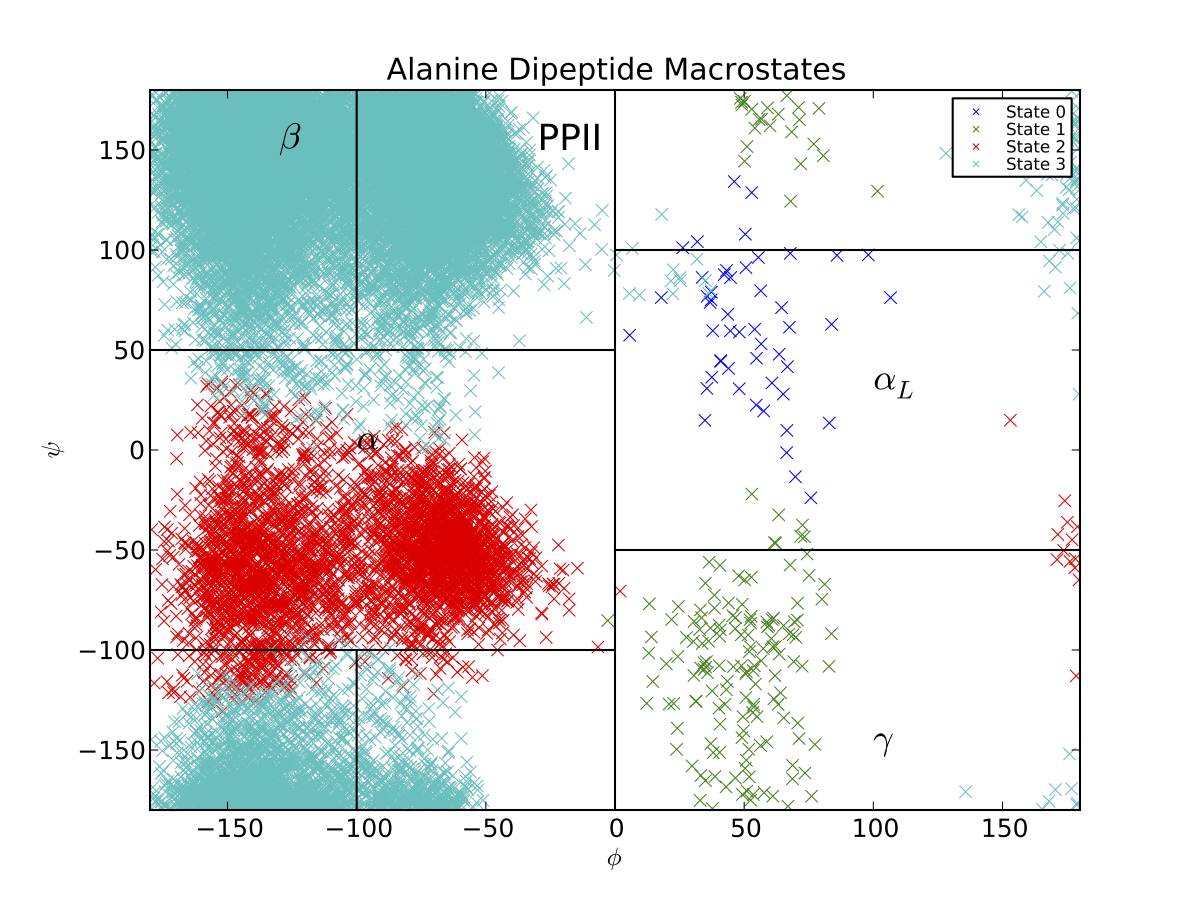 Alanine Dipeptide Macrostates
β
PPII
State 0
State 1
State 2
State 3
150
100
50
0
−50
−100
−150
ψ
α
α_L
γ
−150
−100
−50
0
50
100
150
ϕ